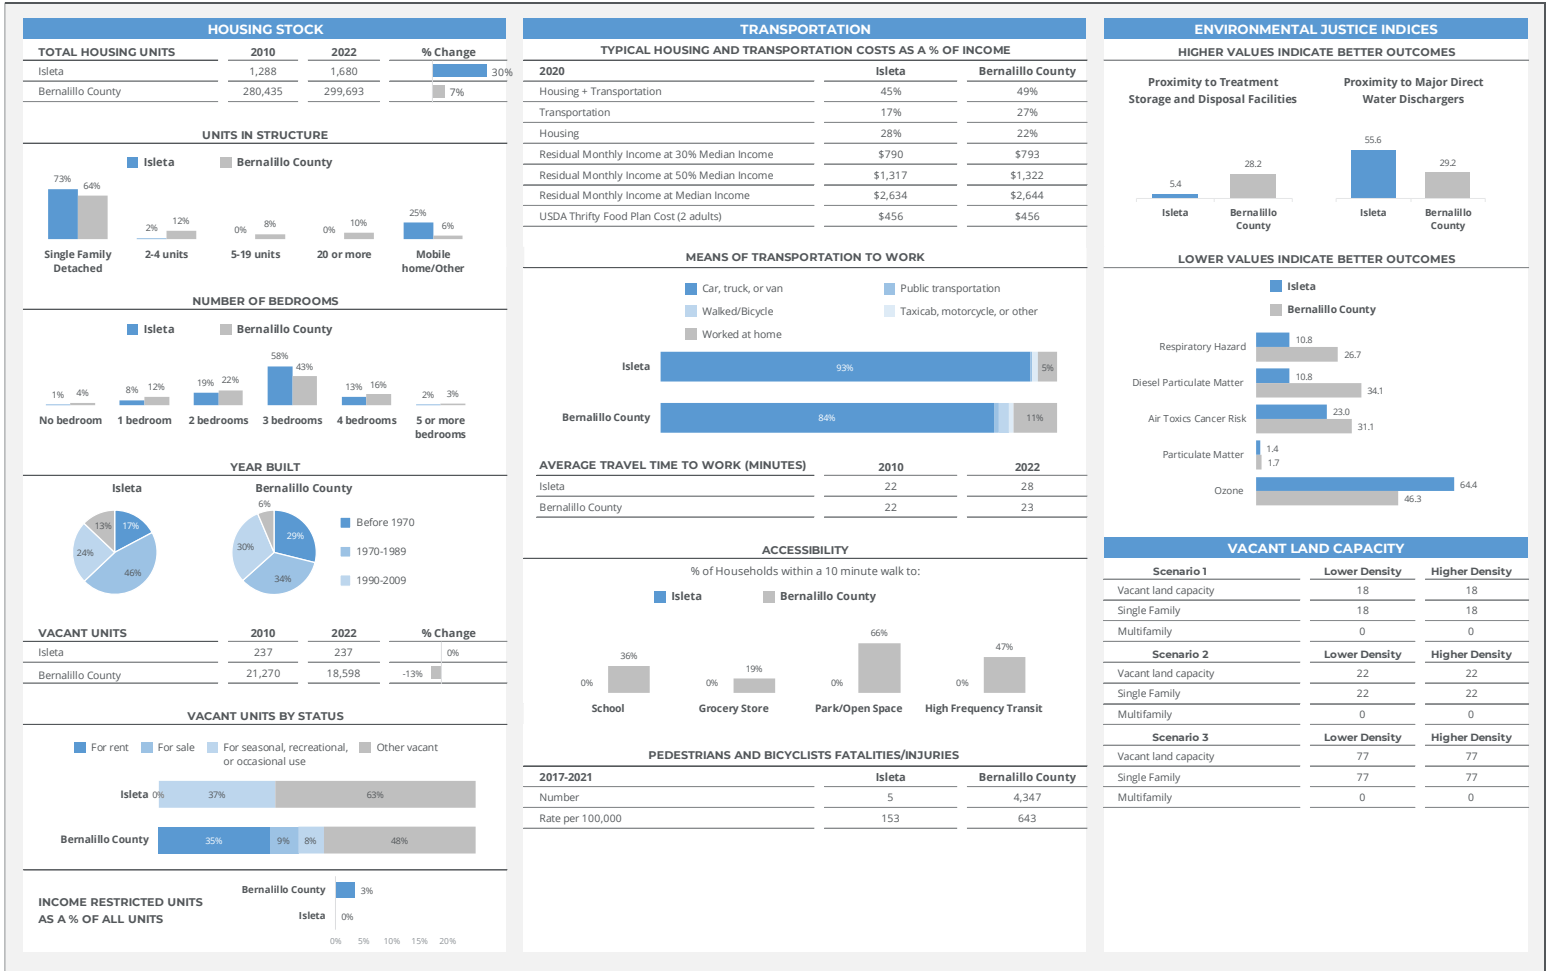 HOUSING STOCK
TOTAL HOUSING UNITS 2010 2022 % Change
Isleta 1,288 1,680 30%
Bernalillo County 280,435 299,693 7%
UNITS IN STRUCTURE
Isleta Bernalillo County
73% 64% 2% 12% 0% 8% 0% 10% 25% 6%
Single Family 2-4 units 5-19 units 20 or more Mobile
Detached home/Other
NUMBER OF BEDROOMS
Isleta Bernalillo County
1% 4% 8% 12% 19% 22% 58% 43% 13% 16% 2% 3%
No bedroom 1 bedroom 2 bedrooms 3 bedrooms 4 bedrooms 5 or more
bedrooms
YEAR BUILT
Isleta Bernalillo County
17% 46% 24% 13%
29% 34% 30% 6%
Before 1970
1970-1989
1990-2009
VACANT UNITS 2010 2022 % Change
Isleta 237 237 0%
Bernalillo County 21,270 18,598 -13%
VACANT UNITS BY STATUS
For rent For sale For seasonal, recreational, Other vacant
or occasional use
Isleta 0% 37% 63%
Bernalillo County 35% 9% 8% 48%
INCOME RESTRICTED UNITS
AS A % OF ALL UNITS
Bernalillo County 3%
Isleta 0%
0% 5% 10% 15% 20%
TRANSPORTATION
TYPICAL HOUSING AND TRANSPORTATION COSTS AS A % OF INCOME
2020 Isleta Bernalillo County
Housing + Transportation 45% 49%
Transportation 17% 27%
Housing 28% 22%
Residual Monthly Income at 30% Median Income $790 $793
Residual Monthly Income at 50% Median Income $1,317 $1,322
Residual Monthly Income at Median Income $2,634 $2,644
USDA Thrifty Food Plan Cost (2 adults) $456 $456
MEANS OF TRANSPORTATION TO WORK
Car, truck, or van Public transportation
Walked/Bicycle Taxicab, motorcycle, or other
Worked at home
Isleta 93% 5%
Bernalillo County 84% 11%
AVERAGE TRAVEL TIME TO WORK (MINUTES) 2010 2022
Isleta 22 28
Bernalillo County 22 23
ACCESSIBILITY
% of Households within a 10 minute walk to:
Isleta Bernalillo County
0% 36% 0% 19% 0% 66% 0% 47%
School Grocery Store Park/Open Space High Frequency Transit
PEDESTRIANS AND BICYCLISTS FATALITIES/INJURIES
2017-2021 Isleta Bernalillo County
Number 5 4,347
Rate per 100,000 153 643
ENVIRONMENTAL JUSTICE INDICES
HIGHER VALUES INDICATE BETTER OUTCOMES
Proximity to Treatment
Storage and Disposal Facilities
5.4 28.2
Isleta Bernalillo
County
Proximity to Major Direct
Water Dischargers
55.6 29.2
Isleta Bernalillo
County
LOWER VALUES INDICATE BETTER OUTCOMES
Isleta
Bernalillo County
Respiratory Hazard 10.8 26.7
Diesel Particulate Matter 10.8 34.1
Air Toxics Cancer Risk 23.0 31.1
Particulate Matter 1.4 1.7
Ozone 64.4 46.3
VACANT LAND CAPACITY
Scenario 1 Lower Density Higher Density
Vacant land capacity 18 18
Single Family 18 18
Multifamily 0 0
Scenario 2 Lower Density Higher Density
Vacant land capacity 22 22
Single Family 22 22
Multifamily 0 0
Scenario 3 Lower Density Higher Density
Vacant land capacity 77 77
Single Family 77 77
Multifamily 0 0